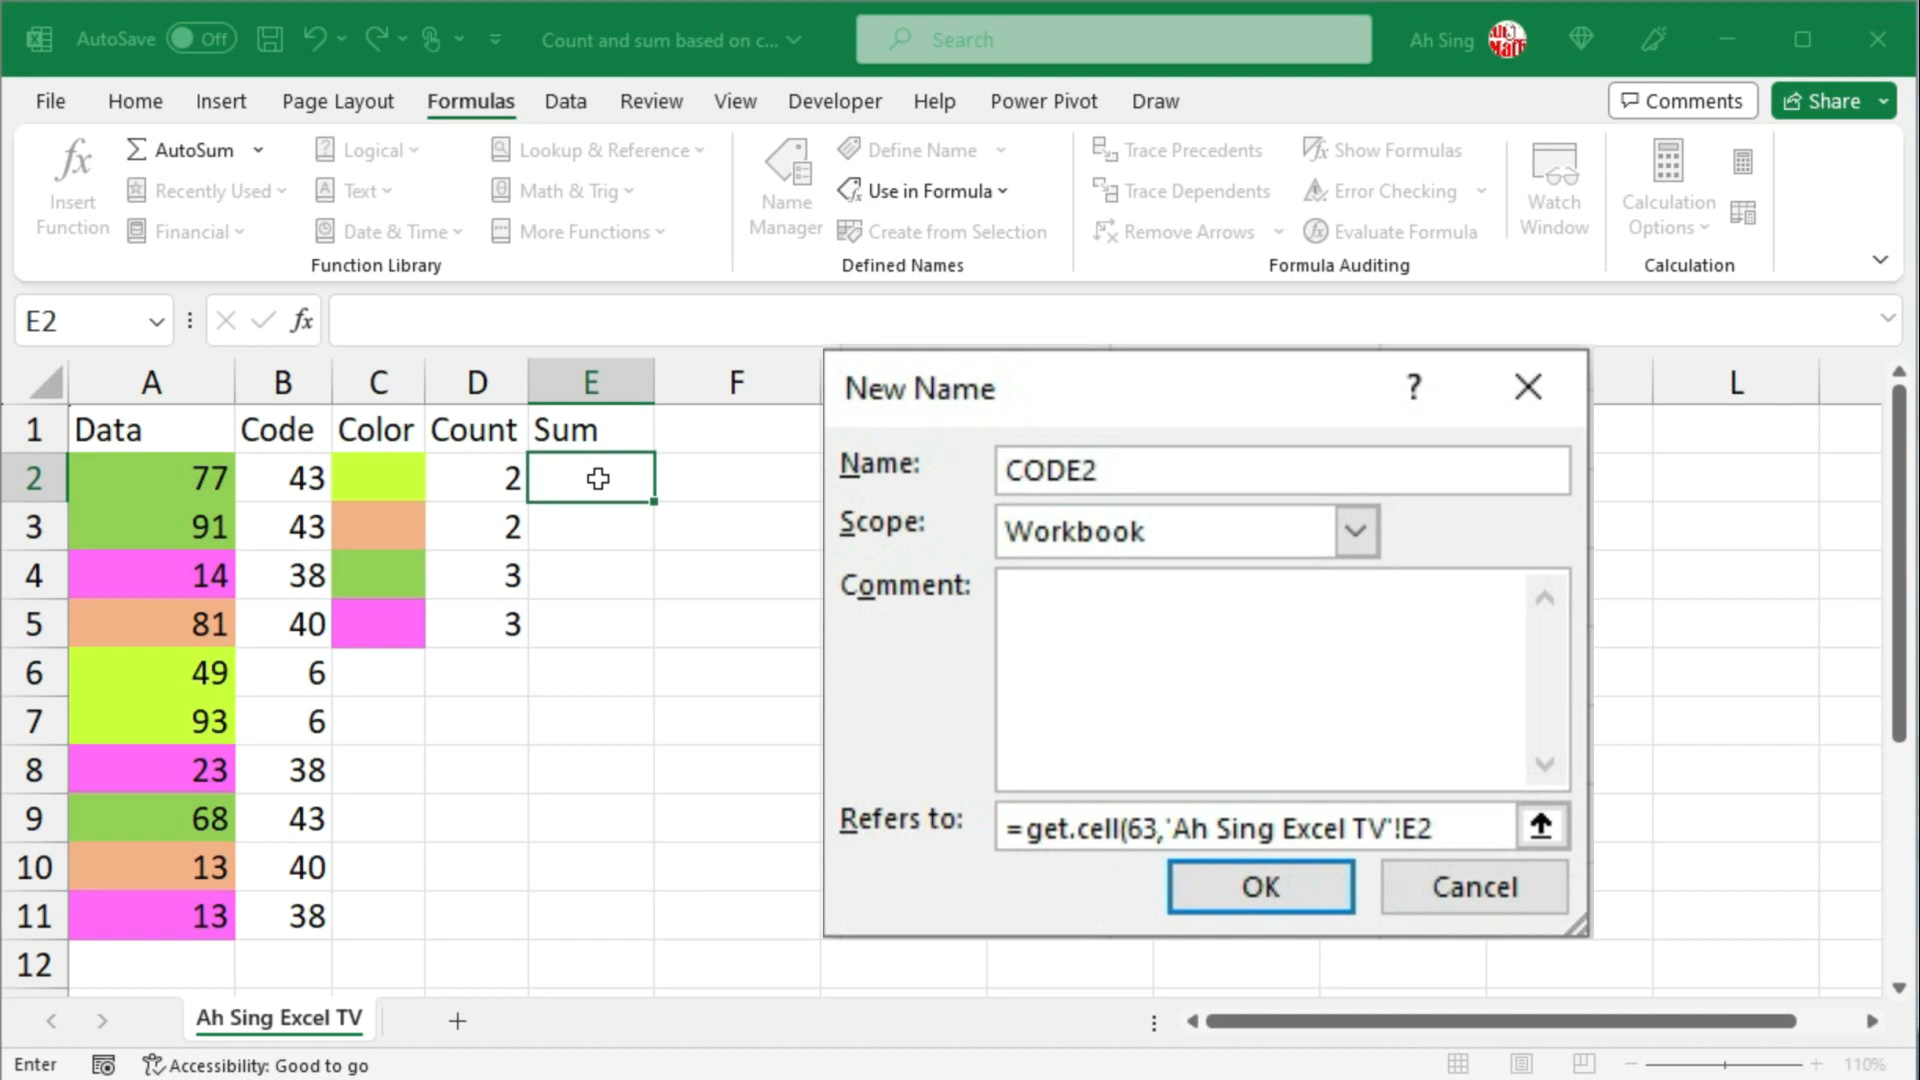 AutoSave Off Count and sum based on c... Search Ah Sing
File Home Insert Page Layout Formulas Data Review View Developer Help Power Pivot Draw Comments Share
Insert Function
AutoSum
Recently Used
Financial
Logical
Text
Date & Time
Lookup & Reference
Math & Trig
More Functions
Function Library
Name Manager
Define Name
Use in Formula
Create from Selection
Defined Names
Trace Precedents
Trace Dependents
Remove Arrows
Show Formulas
Error Checking
Evaluate Formula
Formula Auditing
Watch Window
Calculation Options
Calculation
E2 fx
A B C D E F L
1 Data Code Color Count Sum
2 77 43 2
3 91 43 2
4 14 38 3
5 81 40 3
6 49 6
7 93 6
8 23 38
9 68 43
10 13 40
11 13 38
12
New Name ?
Name: CODE2
Scope: Workbook
Comment:
Refers to: =get.cell(63,'Ah Sing Excel TV'!E2
OK Cancel
Ah Sing Excel TV
Enter Accessibility: Good to go 110%